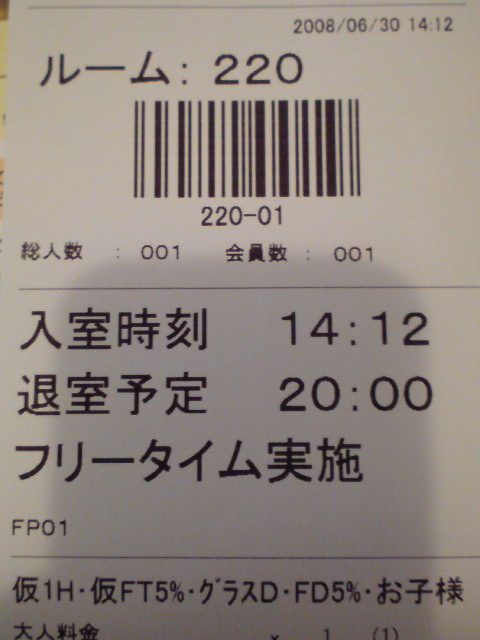 2008/06/30 14:12
ルーム: 220
220-01
総人数 : 001 会員数 : 001
入室時刻 14:12
退室予定 20:00
フリータイム実施
FP01
仮1H･仮FT5%･グラスD･FD5%･お子様
大人料金 × 1 (1)